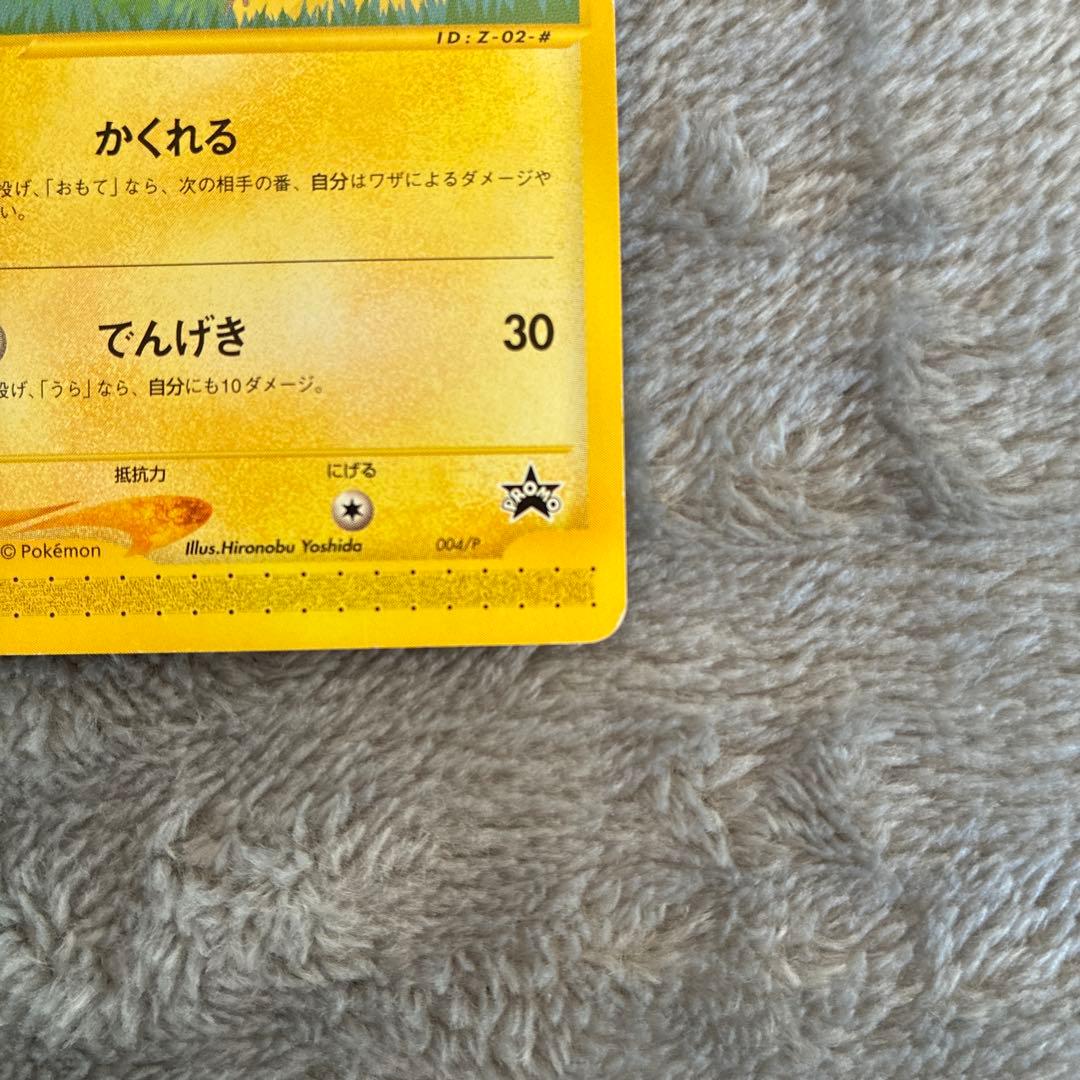 ID:Z-02-#
かくれる
投げ、「おもて」なら、次の相手の番、自分はワザによるダメージや
い。
でんげき 30
投げ、「うら」なら、自分にも10ダメージ。
抵抗力 にげる
PROMO
© Pokémon Illus.Hironobu Yoshida 004/P